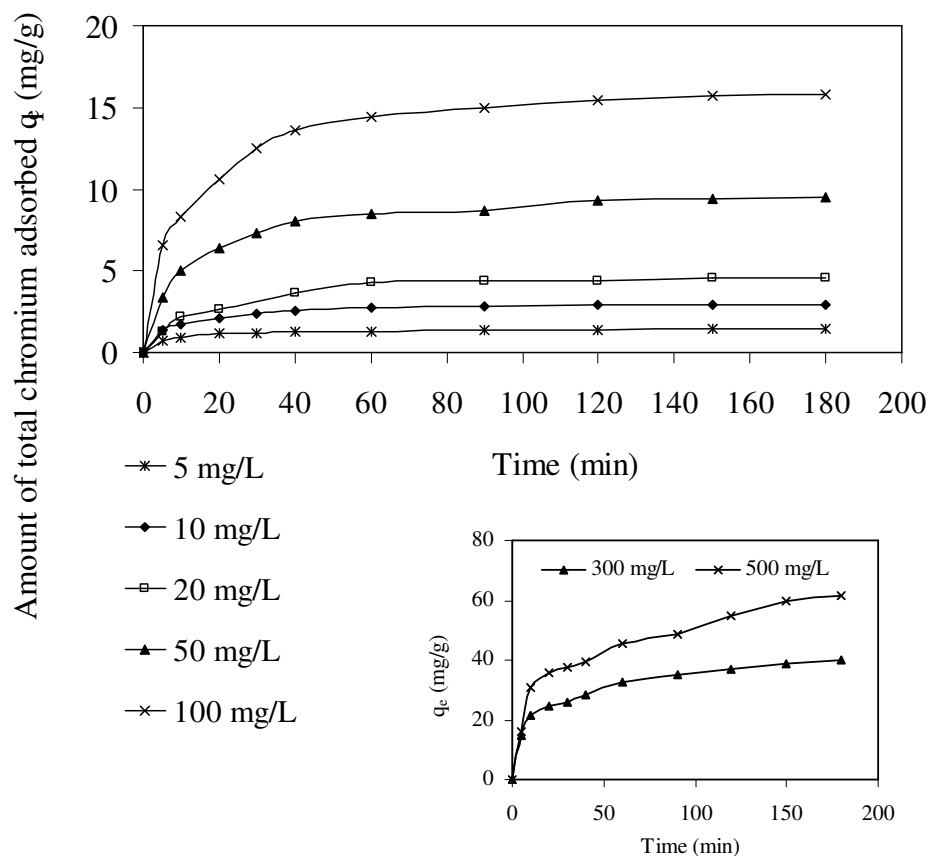 Amount of total chromium adsorbed qe (mg/g)
20
15
10
5
0
0 20 40 60 80 100 120 140 160 180 200
Time (min)
5 mg/L
10 mg/L
20 mg/L
50 mg/L
100 mg/L
300 mg/L 500 mg/L
qe (mg/g)
80
60
40
20
0
0 50 100 150 200
Time (min)